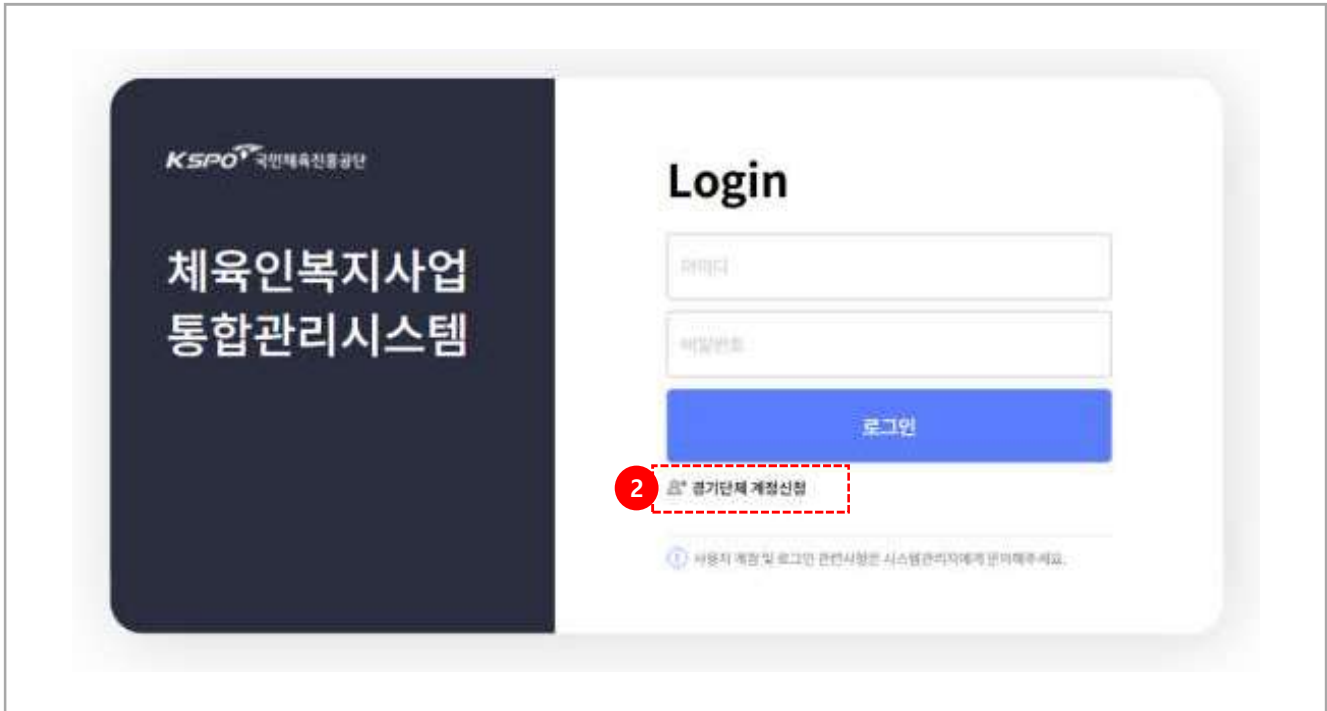 KSPO 국민체육진흥공단
체육인복지사업
통합관리시스템
Login
아이디
비밀번호
로그인
2
경기단체 계정신청
사용자 계정 및 로그인 관련사항은 시스템관리자에게 문의해주세요.